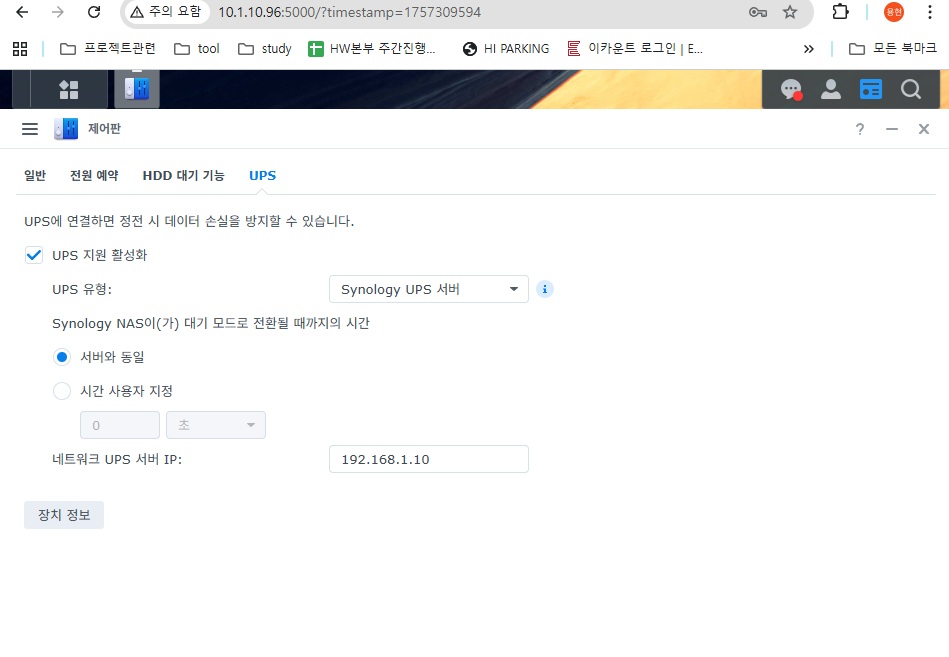 주의 요함 10.1.10.96:5000/?timestamp=1757309594 용현
프로젝트관련 tool study HW본부 주간진행... HI PARKING 이카운트 로그인 | E... » 모든 북마크
제어판 ?
일반 전원 예약 HDD 대기 기능 UPS
UPS에 연결하면 정전 시 데이터 손실을 방지할 수 있습니다.
UPS 지원 활성화
UPS 유형: Synology UPS 서버 i
Synology NAS이(가) 대기 모드로 전환될 때까지의 시간
서버와 동일
시간 사용자 지정
0 초
네트워크 UPS 서버 IP: 192.168.1.10
장치 정보